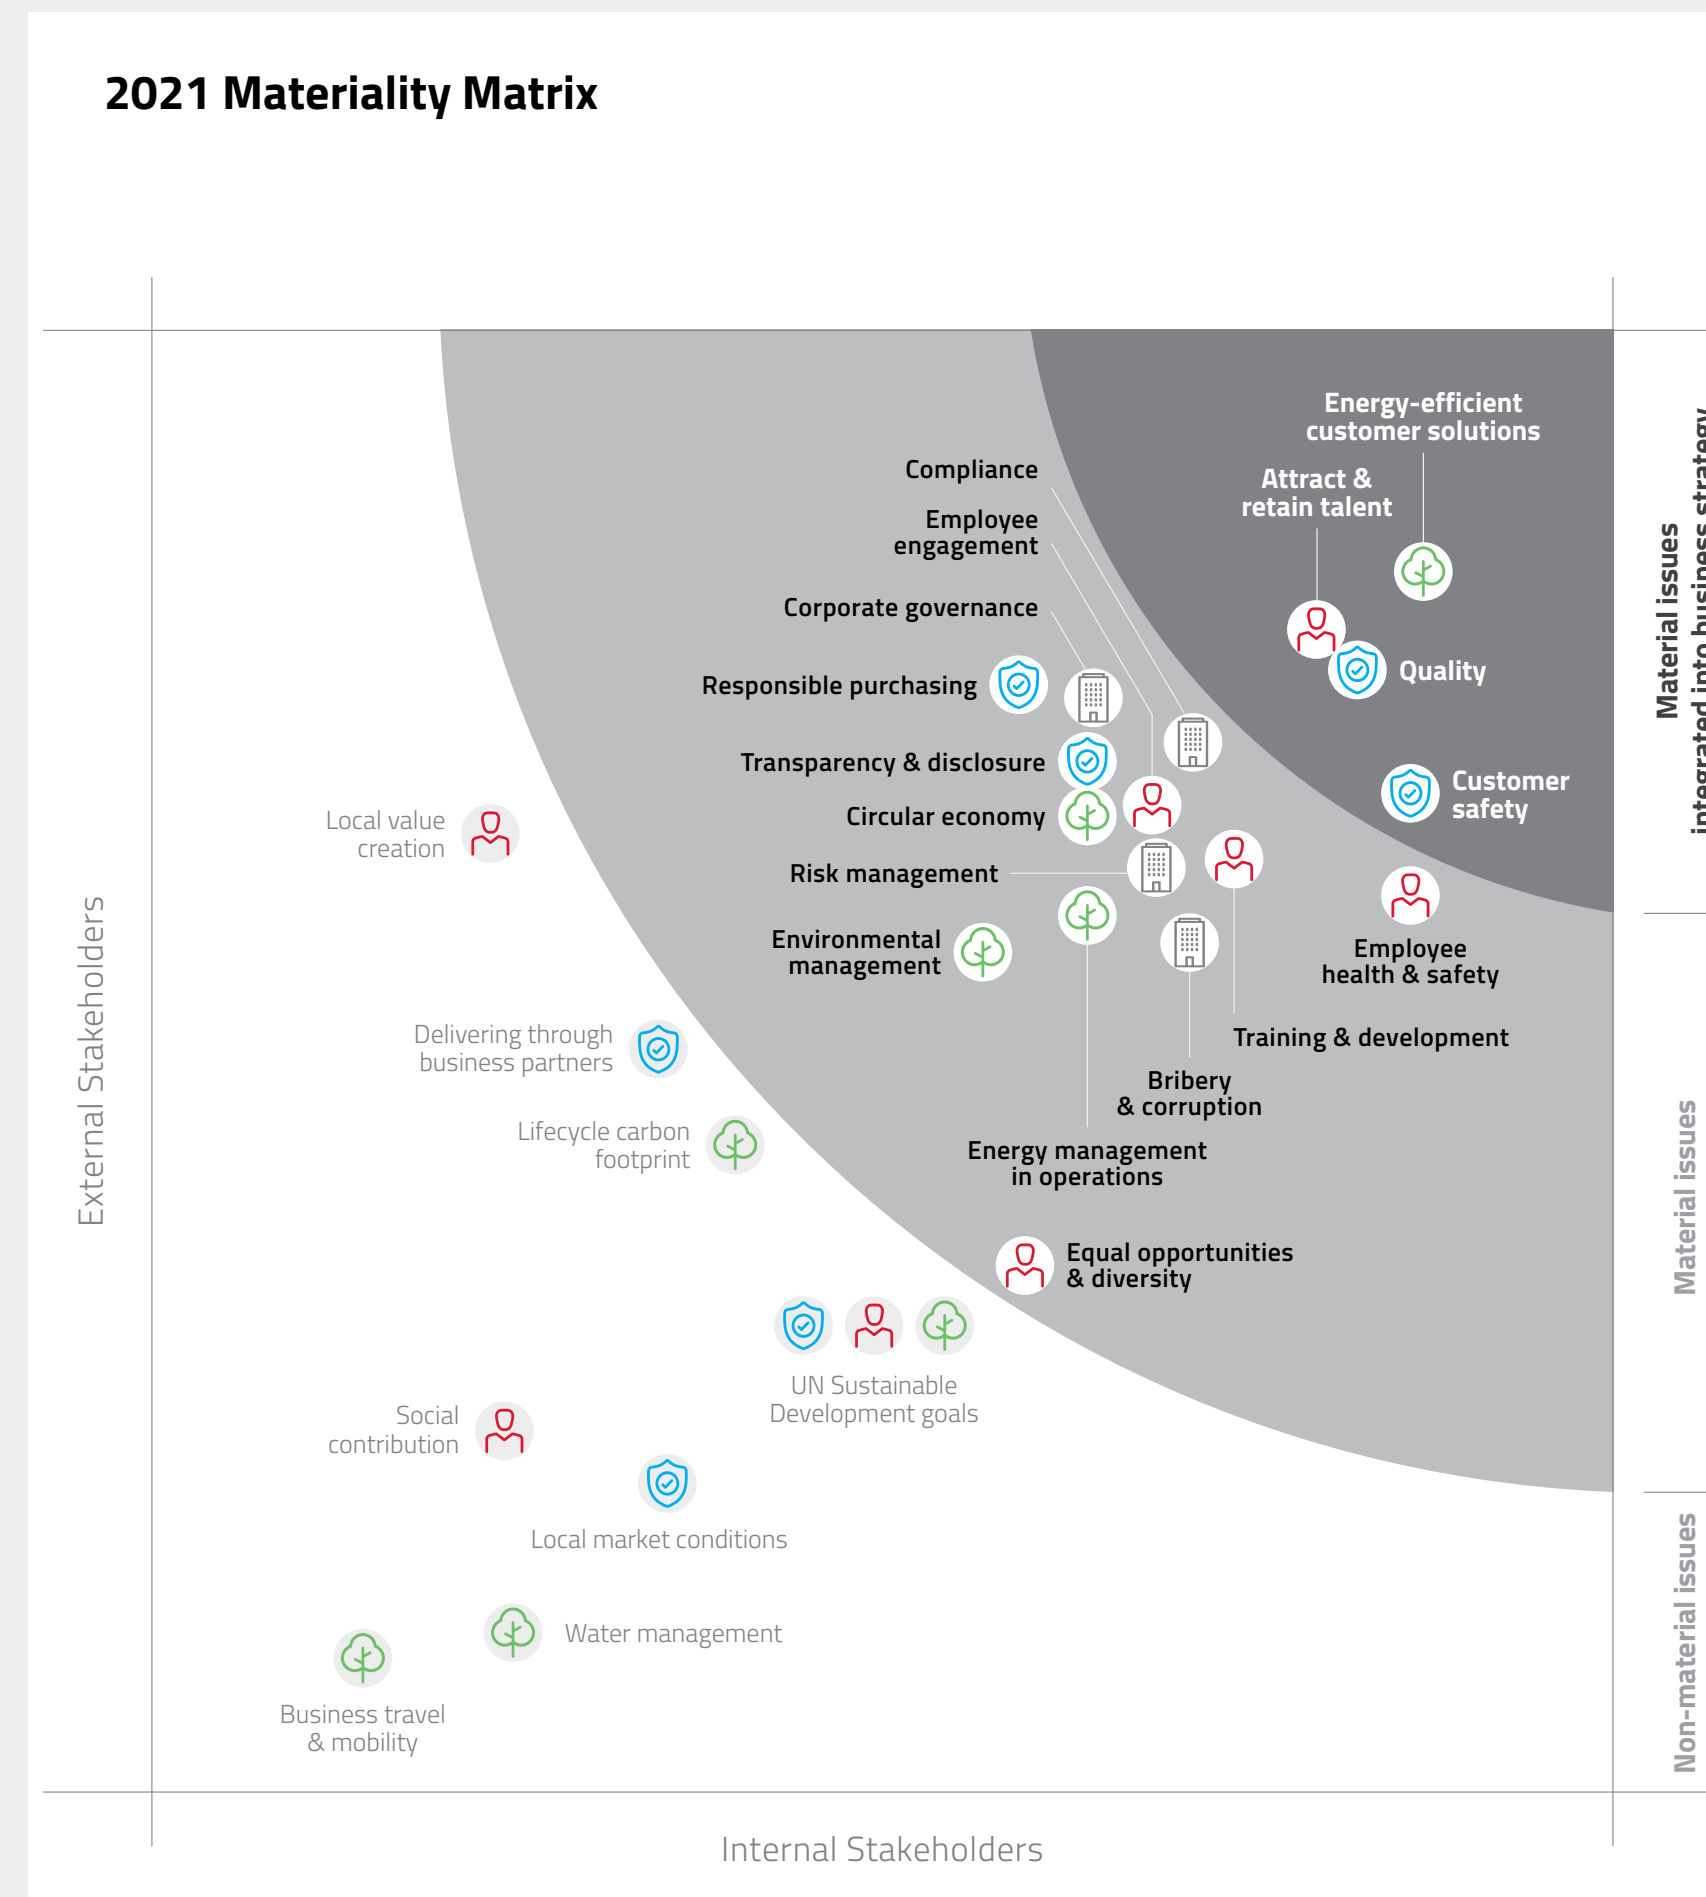 2021 Materiality Matrix
Energy-efficient
customer solutions
Attract &
retain talent
Compliance
Employee
engagement
Corporate governance
Responsible purchasing
Quality
Transparency & disclosure
Customer
safety
Circular economy
Local value
creation
Risk management
Environmental
management
Employee
health & safety
Delivering through
business partners
Training & development
Bribery
& corruption
Lifecycle carbon
footprint
Energy management
in operations
Equal opportunities
& diversity
UN Sustainable
Development goals
Social
contribution
Local market conditions
Water management
Business travel
& mobility
External Stakeholders
Internal Stakeholders
Material issues
integrated into business strategy
Material issues
Non-material issues